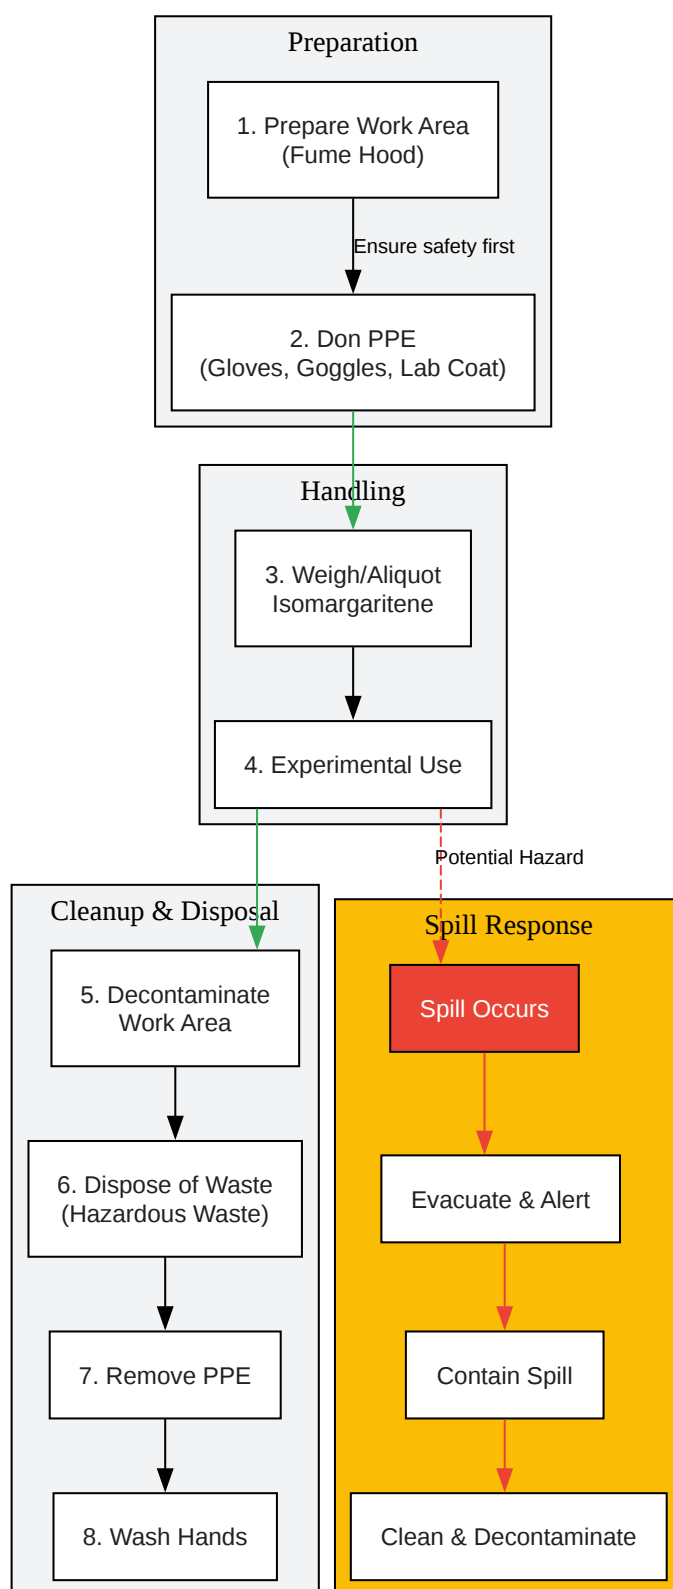 Preparation
1. Prepare Work Area
(Fume Hood)
Ensure safety first
2. Don PPE
(Gloves, Goggles, Lab Coat)
Handling
3. Weigh/Aliquot
Isomargaritene
4. Experimental Use
Potential Hazard
Cleanup & Disposal
5. Decontaminate
Work Area
6. Dispose of Waste
(Hazardous Waste)
7. Remove PPE
8. Wash Hands
Spill Response
Spill Occurs
Evacuate & Alert
Contain Spill
Clean & Decontaminate